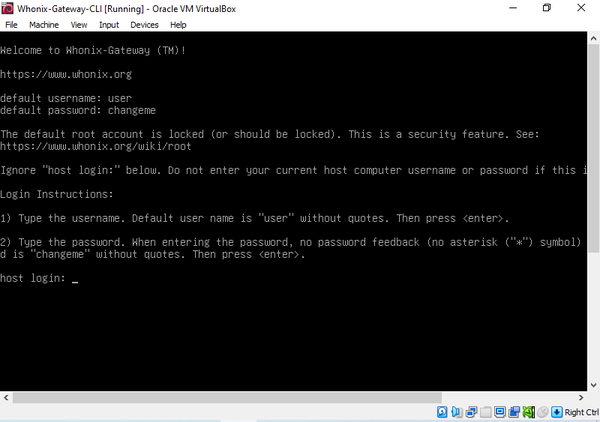 Whonix-Gateway-CLI [Running] - Oracle VM VirtualBox
File Machine View Input Devices Help
Welcome to Whonix-Gateway (TM)!
https://www.whonix.org
default username: user
default password: changeme
The default root account is locked (or should be locked). This is a security feature. See:
https://www.whonix.org/wiki/root
Ignore "host login:" below. Do not enter your current host computer username or password if this i
Login Instructions:
1) Type the username. Default user name is "user" without quotes. Then press <enter>.
2) Type the password. When entering the password, no password feedback (no asterisk ("*") symbol)
d is "changeme" without quotes. Then press <enter>.
host login: _
Right Ctrl